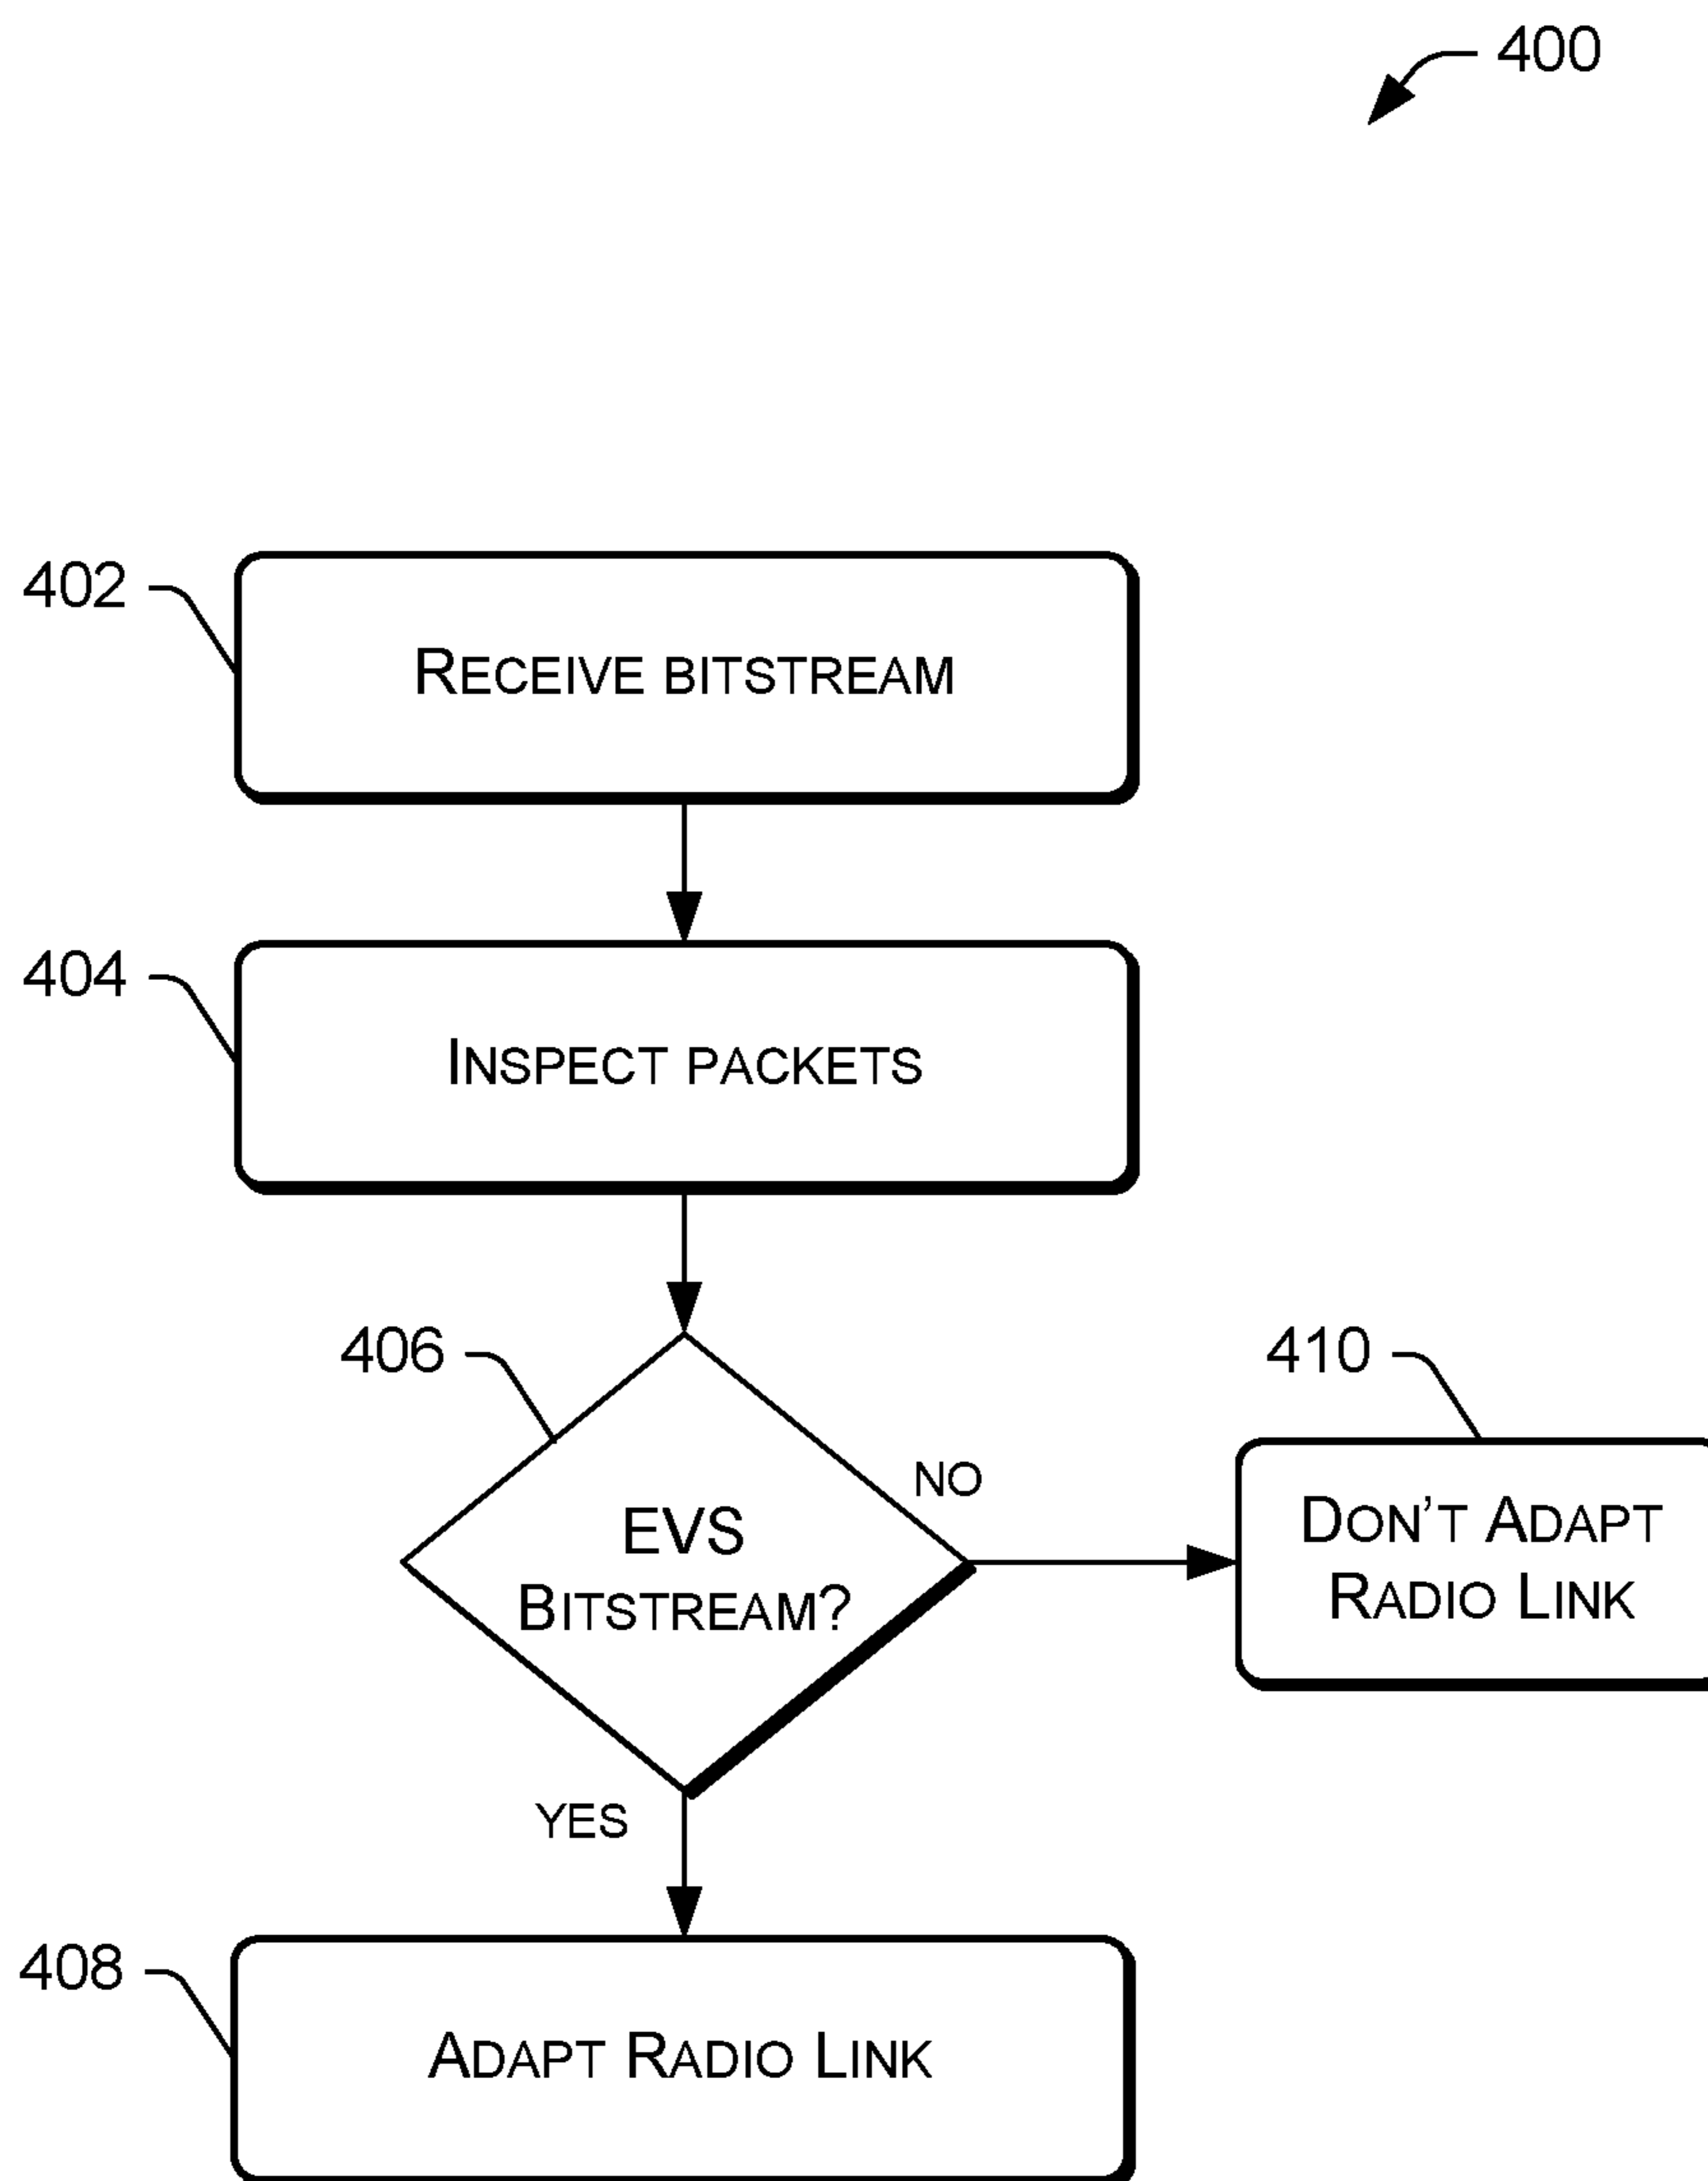 400
402
RECEIVE BITSTREAM
404
INSPECT PACKETS
406
EVS
BITSTREAM?
NO
410
DON'T ADAPT
RADIO LINK
YES
408
ADAPT RADIO LINK